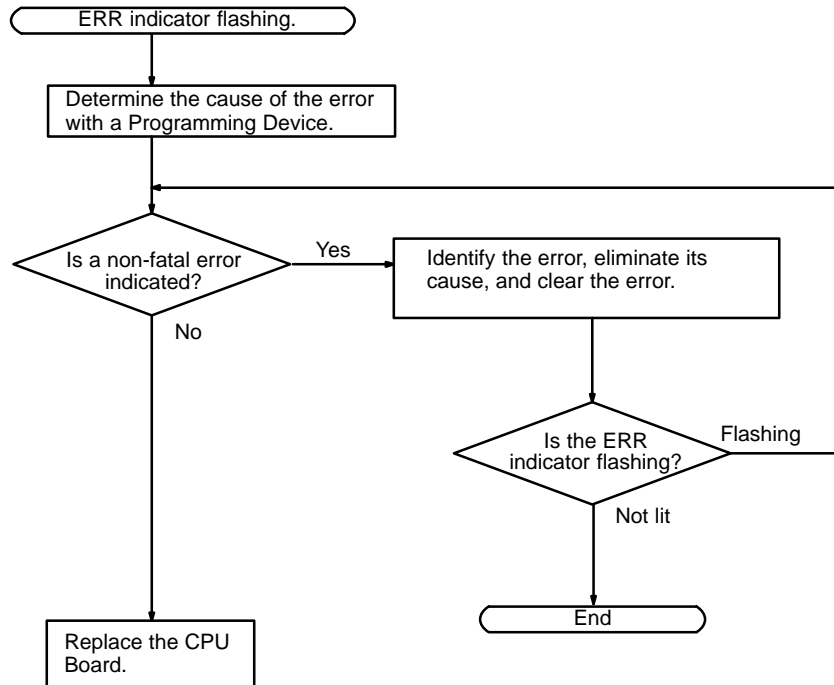 ERR indicator flashing.
Determine the cause of the error
with a Programming Device.
Is a non-fatal error
indicated?
Yes
No
Identify the error, eliminate its
cause, and clear the error.
Is the ERR
indicator flashing?
Flashing
Not lit
End
Replace the CPU
Board.